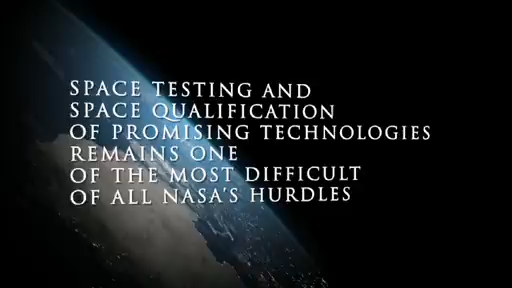 SPACE TESTING AND
SPACE QUALIFICATION
OF PROMISING TECHNOLOGIES
REMAINS ONE
OF THE MOST DIFFICULT
OF ALL NASA'S HURDLES